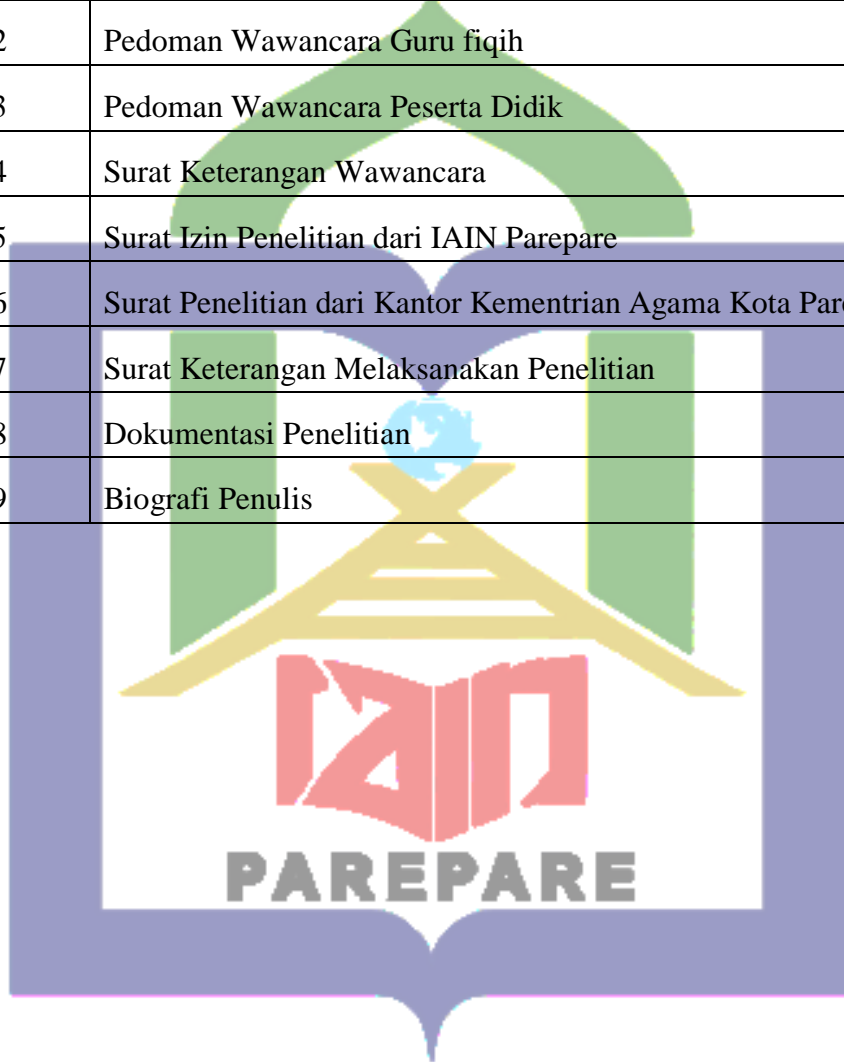 2 Pedoman Wawancara Guru fiqih
3 Pedoman Wawancara Peserta Didik
4 Surat Keterangan Wawancara
5 Surat Izin Penelitian dari IAIN Parepare
6 Surat Penelitian dari Kantor Kementrian Agama Kota
7 Surat Keterangan Melaksanakan Penelitian
8 Dokumentasi Penelitian
9 Biografi Penulis
IAIN
PAREPARE